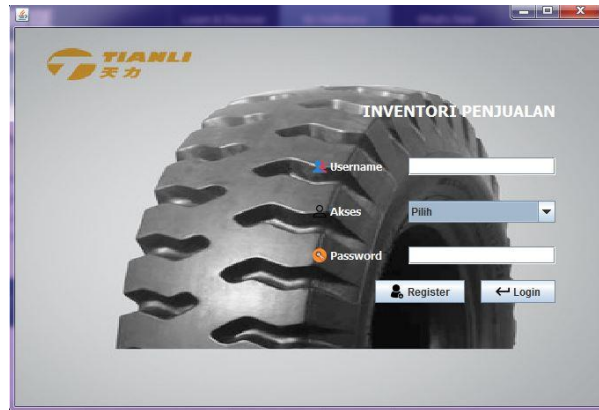 TIANLI
天力
INVENTORI PENJUALAN
Username
Akses
Pilih
Password
Register
Login